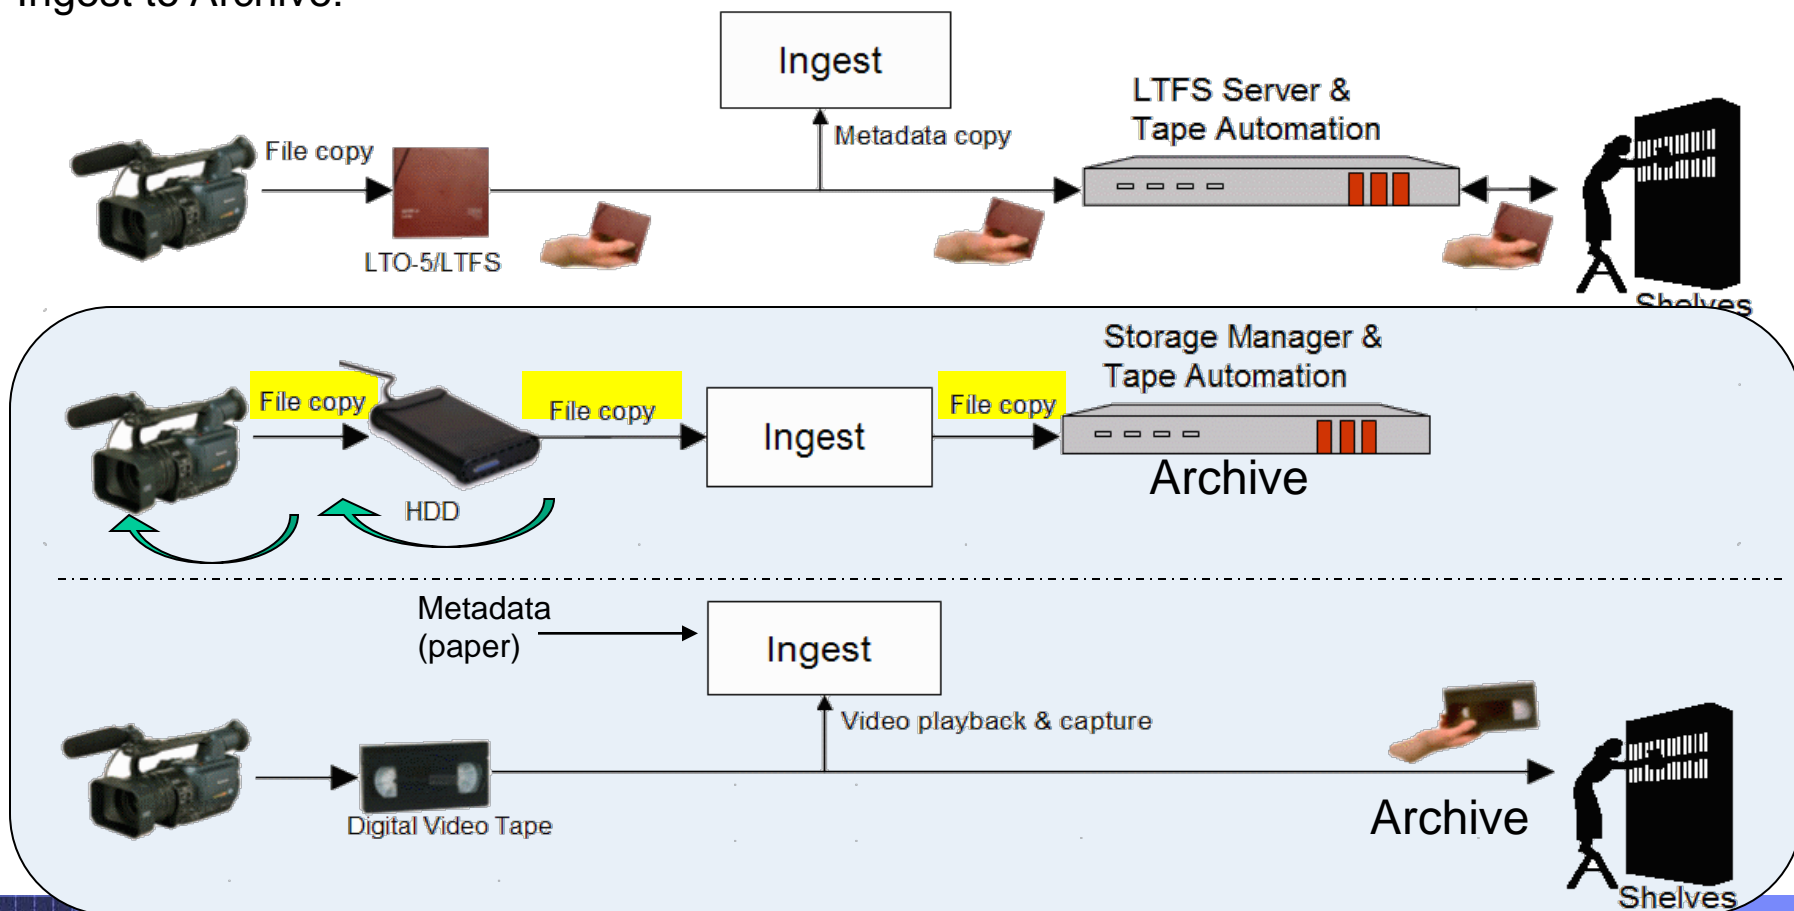 Ingest to Archive.
Ingest
LTFS Server &
Tape Automation
File copy
Metadata copy
LTO-5/LTFS
Shelves
Storage Manager &
Tape Automation
File copy
File copy
File copy
Ingest
Archive
HDD
Metadata
(paper)
Ingest
Video playback & capture
Digital Video Tape
Archive
Shelves